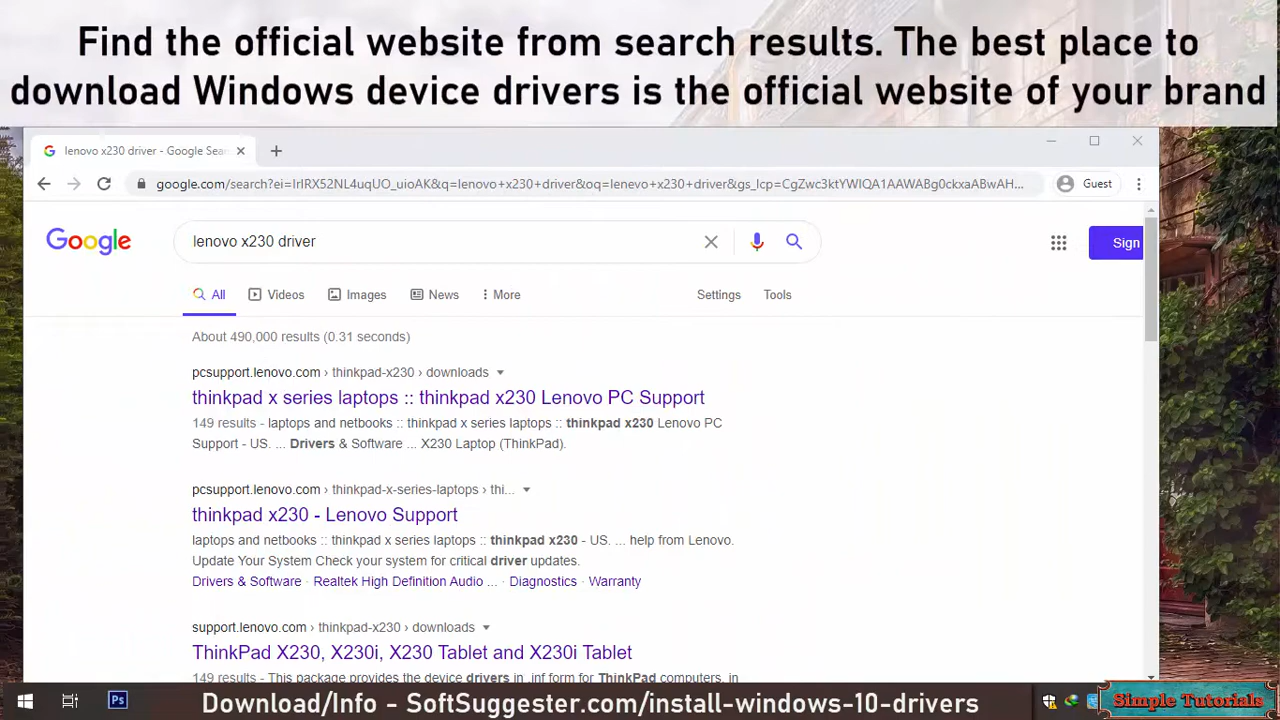 Find the official website from search results. The best place to
download Windows device drivers is the official website of your brand
lenovo x230 driver - Google Sear
google.com/search?ei=IrIRX52NL4uqUO_uioAK&q=lenovo+x230+driver&oq=lenevo+x230+driver&gs_lcp=CgZwc3ktYWIQA1AAWABg0ckxaABwAH...
Guest
Google
lenovo x230 driver
Sign
All
Videos
Images
News
More
Settings
Tools
About 490,000 results (0.31 seconds)
pcsupport.lenovo.com › thinkpad-x230 › downloads
thinkpad x series laptops :: thinkpad x230 Lenovo PC Support
149 results - laptops and netbooks :: thinkpad x series laptops :: thinkpad x230 Lenovo PC
Support - US. ... Drivers & Software ... X230 Laptop (ThinkPad).
pcsupport.lenovo.com › thinkpad-x-series-laptops › thi...
thinkpad x230 - Lenovo Support
laptops and netbooks :: thinkpad x series laptops :: thinkpad x230 - US. ... help from Lenovo.
Update Your System Check your system for critical driver updates.
Drivers & Software · Realtek High Definition Audio ... · Diagnostics · Warranty
support.lenovo.com › thinkpad-x230 › downloads
ThinkPad X230, X230i, X230 Tablet and X230i Tablet
149 results - This package provides the device drivers ... inf form for ThinkPad computers, in
Ps
Download/Info - SoftSuggester.com/install-windows-10-drivers
Simple Tutorials